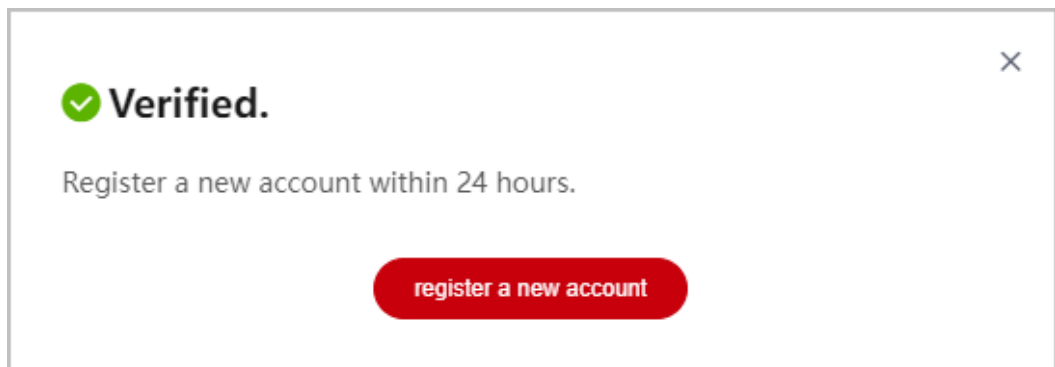 Verified.
Register a new account within 24 hours.
register a new account